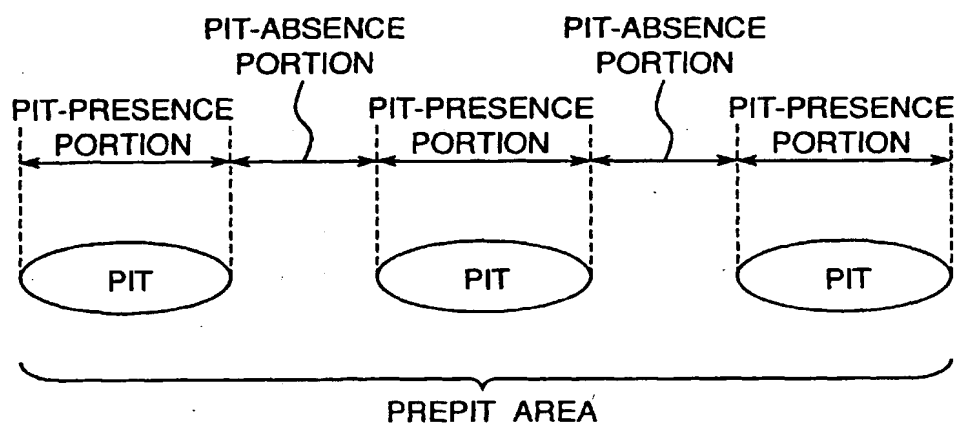 PIT-ABSENCE
PORTION
PIT-ABSENCE
PORTION
PIT-PRESENCE
PORTION
PIT-PRESENCE
PORTION
PIT-PRESENCE
PORTION
PIT
PIT
PIT
PREPIT AREA